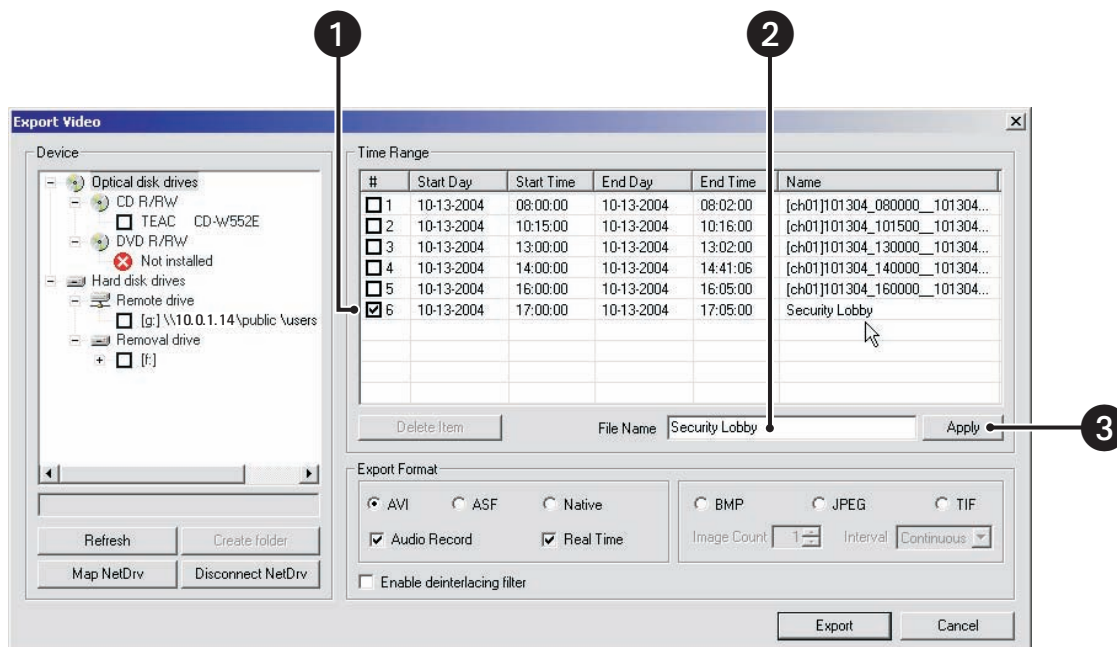 1
2
Export Video
Device
Optical disk drives
CD R/RW
TEAC CD-W552E
DVD R/RW
Not installed
Hard disk drives
Remote drive
[g:] \\10.0.1.14\public \users
Removal drive
[f:]
Refresh
Create folder
Map NetDrv
Disconnect NetDrv
Time Range
# Start Day Start Time End Day End Time Name
1 10-13-2004 08:00:00 10-13-2004 08:02:00 [ch01]101304_080000__101304...
2 10-13-2004 10:15:00 10-13-2004 10:16:00 [ch01]101304_101500__101304...
3 10-13-2004 13:00:00 10-13-2004 13:02:00 [ch01]101304_130000__101304...
4 10-13-2004 14:00:00 10-13-2004 14:41:06 [ch01]101304_140000__101304...
5 10-13-2004 16:00:00 10-13-2004 16:05:00 [ch01]101304_160000__101304...
6 10-13-2004 17:00:00 10-13-2004 17:05:00 Security Lobby
Delete Item File Name Security Lobby Apply
3
Export Format
AVI ASF Native
Audio Record Real Time
BMP JPEG TIF
Image Count 1 Interval Continuous
Enable deinterlacing filter
Export Cancel